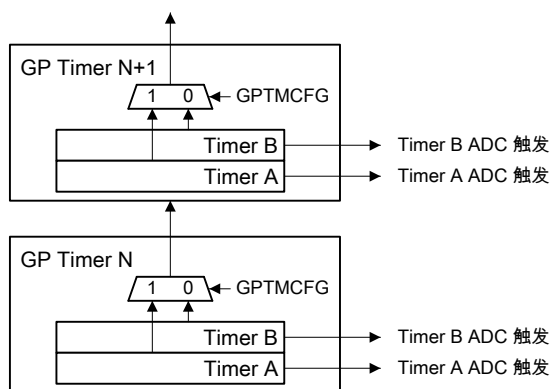 GP Timer N+1
1 0 GPTMCFG
Timer B Timer B ADC 触发
Timer A Timer A ADC 触发
GP Timer N
1 0 GPTMCFG
Timer B Timer B ADC 触发
Timer A Timer A ADC 触发